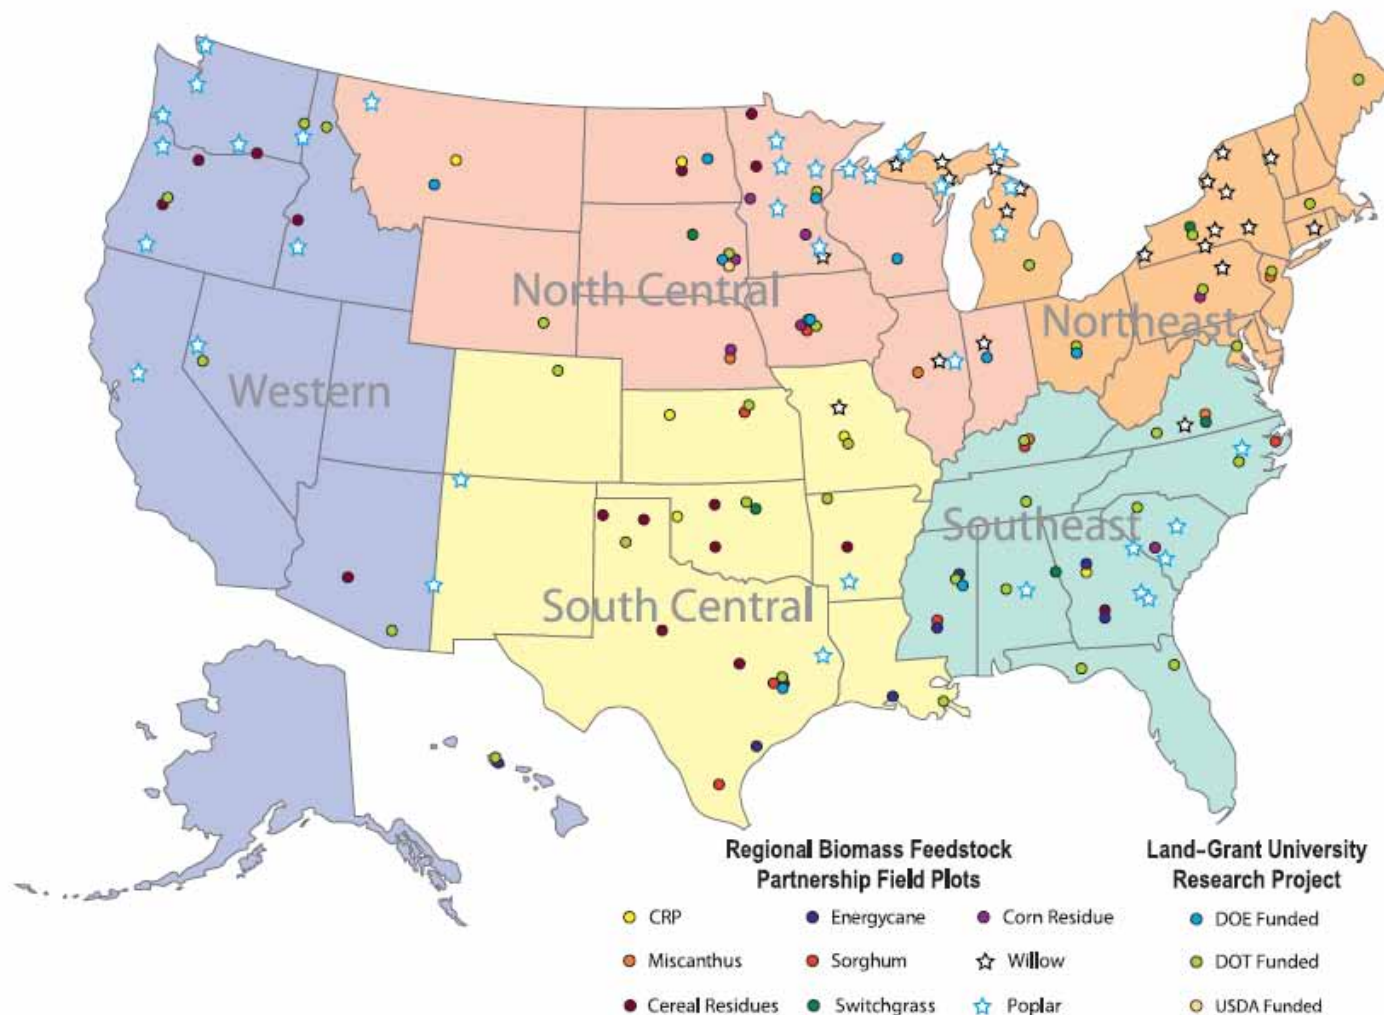 North Central
Northeast
Western
Southeast
South Central
Regional Biomass Feedstock
Partnership Field Plots
CRP
Energycane
Corn Residue
Miscanthus
Sorghum
Willow
Cereal Residues
Switchgrass
Poplar
Land-Grant University
Research Project
DOE Funded
DOT Funded
USDA Funded